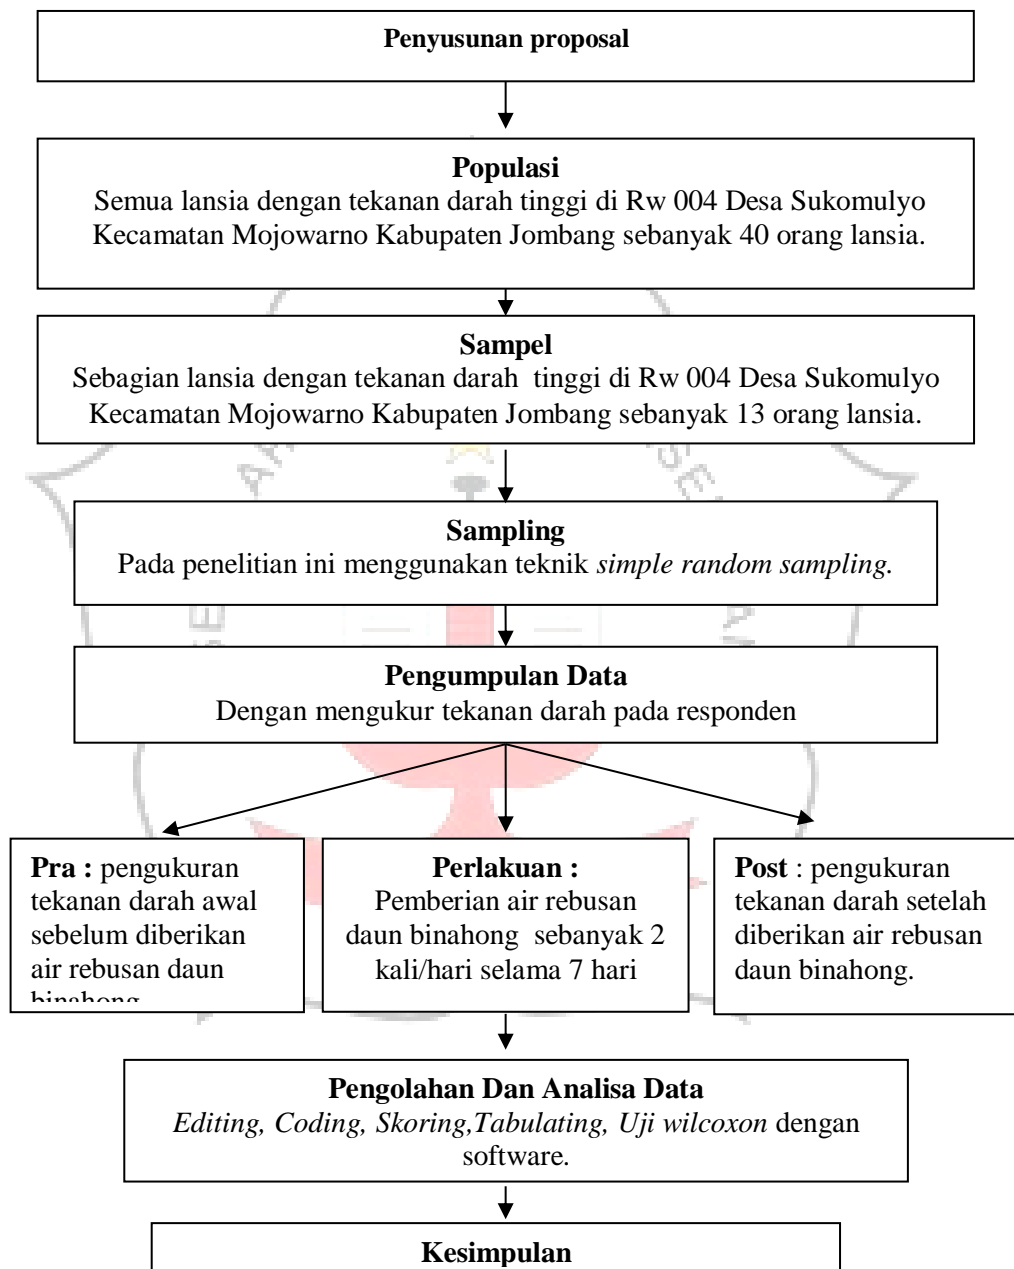 Penyusunan proposal
Populasi
Semua lansia dengan tekanan darah tinggi di Rw 004 Desa Sukomulyo
Kecamatan Mojowarno Kabupaten Jombang sebanyak 40 orang lansia.
Sampel
Sebagian lansia dengan tekanan darah tinggi di Rw 004 Desa Sukomulyo
Kecamatan Mojowarno Kabupaten Jombang sebanyak 13 orang lansia.
Sampling
Pada penelitian ini menggunakan teknik simple random sampling.
Pengumpulan Data
Dengan mengukur tekanan darah pada responden
Pra : pengukuran
tekanan darah awal
sebelum diberikan
air rebusan daun
binahong
Perlakuan :
Pemberian air rebusan
daun binahong sebanyak 2
kali/hari selama 7 hari
Post : pengukuran
tekanan darah setelah
diberikan air rebusan
daun binahong.
Pengolahan Dan Analisa Data
Editing, Coding, Skoring,Tabulating, Uji wilcoxon dengan
software.
Kesimpulan